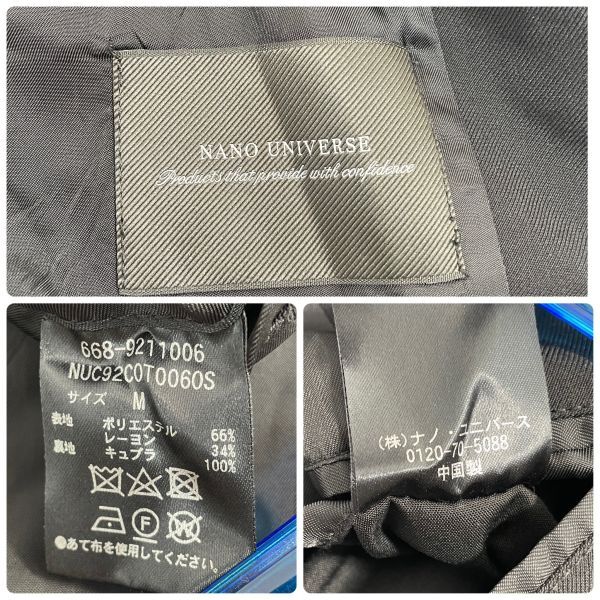 NANO UNIVERSE
Products that provide with confidence
668-9211006
NUC92C0T0060S
サイズ M
表地 ポリエステル 66%
レーヨン 34%
裏地 キュプラ 100%
●あて布を使用して下さい。
(株)ナノ・ユニバース
0120-70-5088
中国製